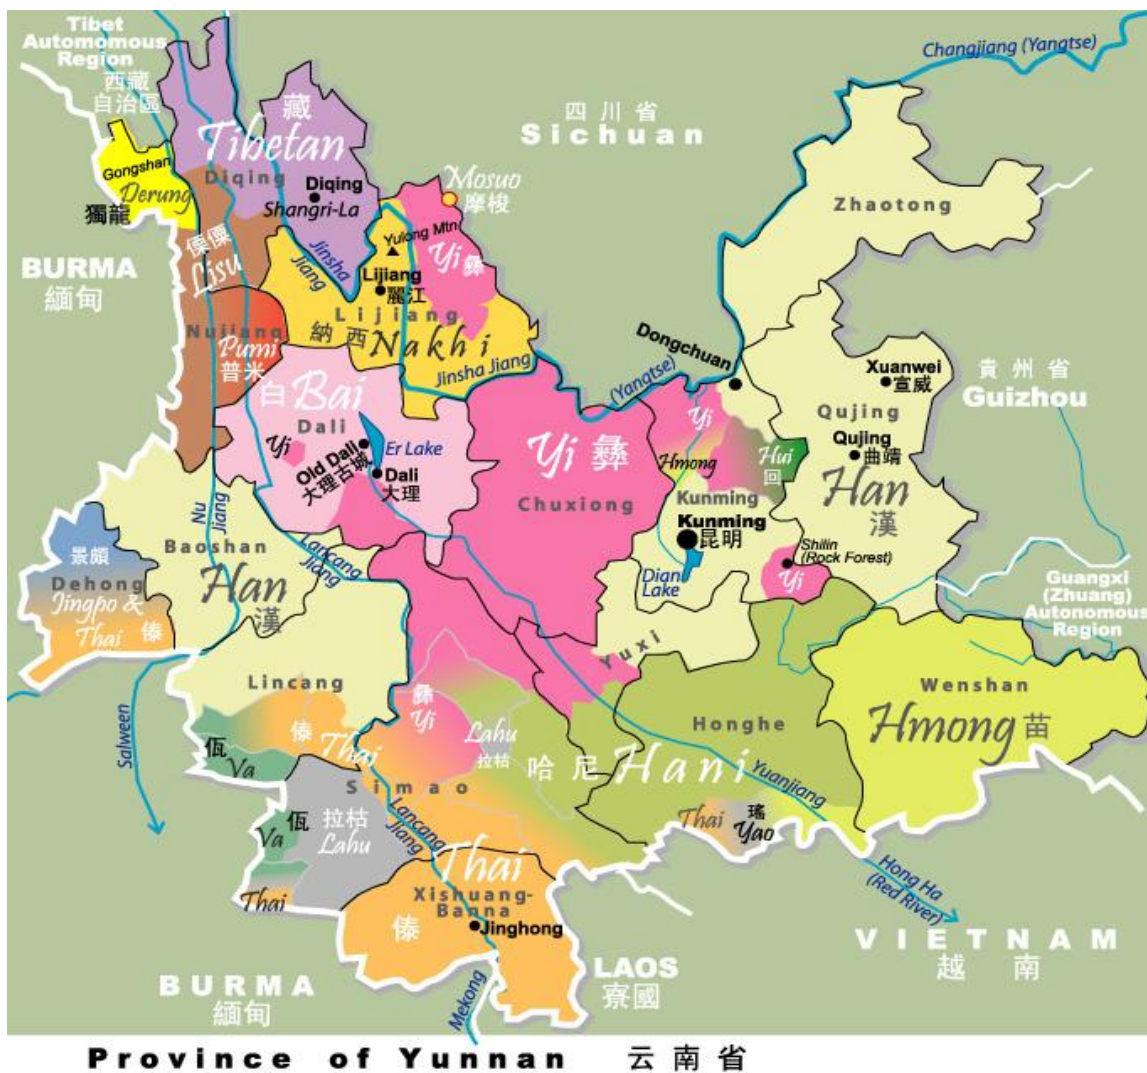 Tibet
Automomous
Region
西藏
自治區
Changjiang (Yangtse)
四川省
Sichuan
藏
Tibetan
Diqing
Diqing
Shangri-La
Gongshan
Derung
獨龍
Mosuo
摩梭
Zhaotong
BURMA
緬甸
傈僳
Lisu
Jinsha
Jiang
Yulong Mtn
Yi 彝
Lijiang
麗江
Lijiang
納西
Nakhi
Nujiang
Pumi
普米
Jinsha Jiang
(Yangtse)
Dongchuan
Xuanwei
宣威
貴州省
Guizhou
白 Bai
Dali
Yi
Old Dali
大理古城
Er Lake
Dali
大理
Yi 彝
Chuxiong
Yi
Hmong
Hui
回
Kunming
Kunming
昆明
Qujing
Qujing
曲靖
Han
漢
Shilin
(Rock Forest)
Yi
Dian
Lake
Nu
Jiang
Lancang
Jiang
Baoshan
Han
漢
景頗
Dehong
Jingpo &
Thai 傣
Guangxi
(Zhuang)
Autonomous
Region
Yuxi
Lincang
彝
Yi
Lahu
拉枯
傣
Thai
佤
Va
Salween
Simao
哈尼 Hani
Honghe
Yuanjiang
Wenshan
Hmong 苗
佤
Va
拉枯
Lahu
Lancang
Jiang
Thai
Thai
瑤
Yao
Thai
Xishuang-
Banna
傣
Jinghong
Hong Ha
(Red River)
VIETNAM
越南
BURMA
緬甸
Mekong
LAOS
寮國
Province of Yunnan 云南省